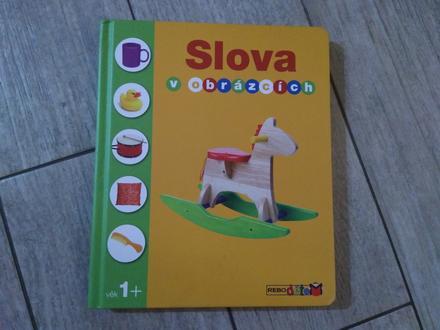 Slova
v obrázcích
věk 1+
REBO